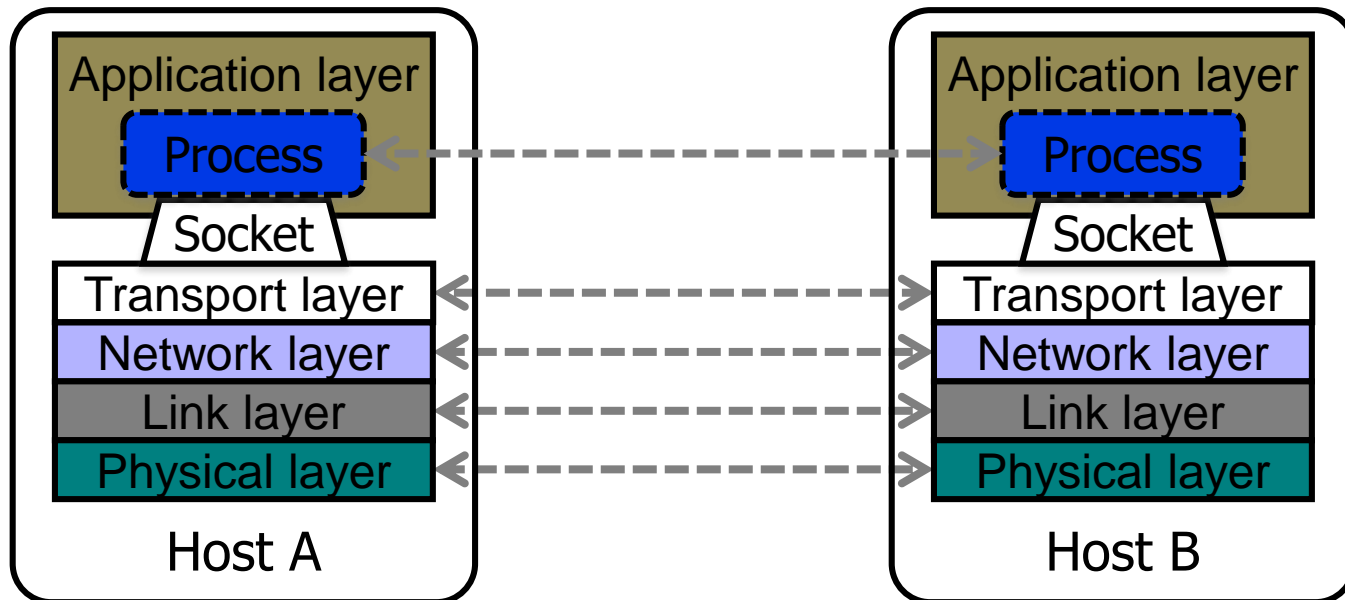 Application layer
Process
Socket
Transport layer
Network layer
Link layer
Physical layer
Host A
Application layer
Process
Socket
Transport layer
Network layer
Link layer
Physical layer
Host B